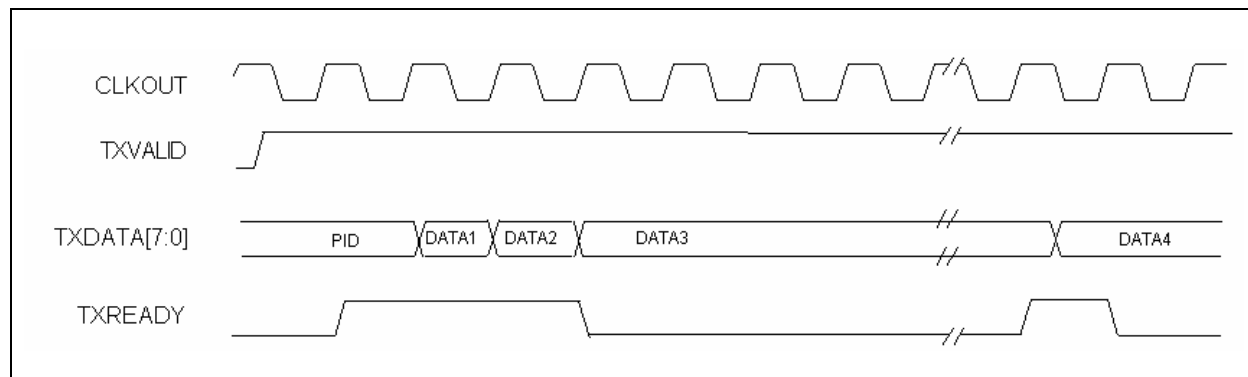 CLKOUT
TXVALID
TXDATA[7:0] PID DATA1 DATA2 DATA3 DATA4
TXREADY